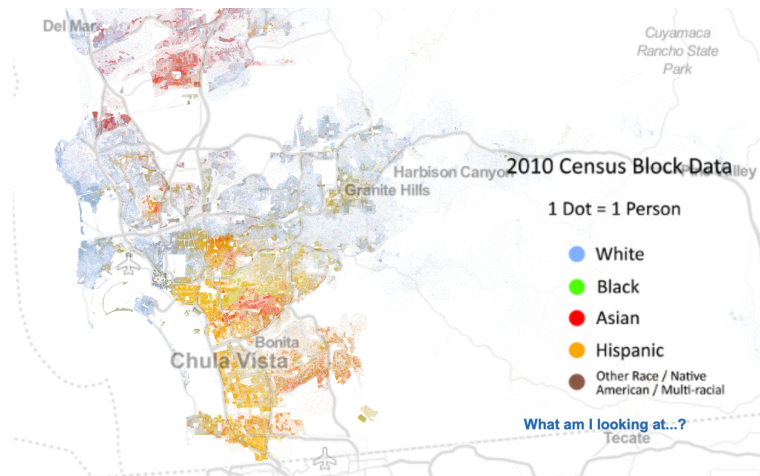 Del Mar
Cuyamaca
Rancho State
Park
2010 Census Block Data
Harbison Canyon
Granite Hills
1 Dot = 1 Person
White
Black
Asian
Hispanic
Other Race / Native
American / Multi-racial
Bonita
Chula Vista
What am I looking at...?
Tecate